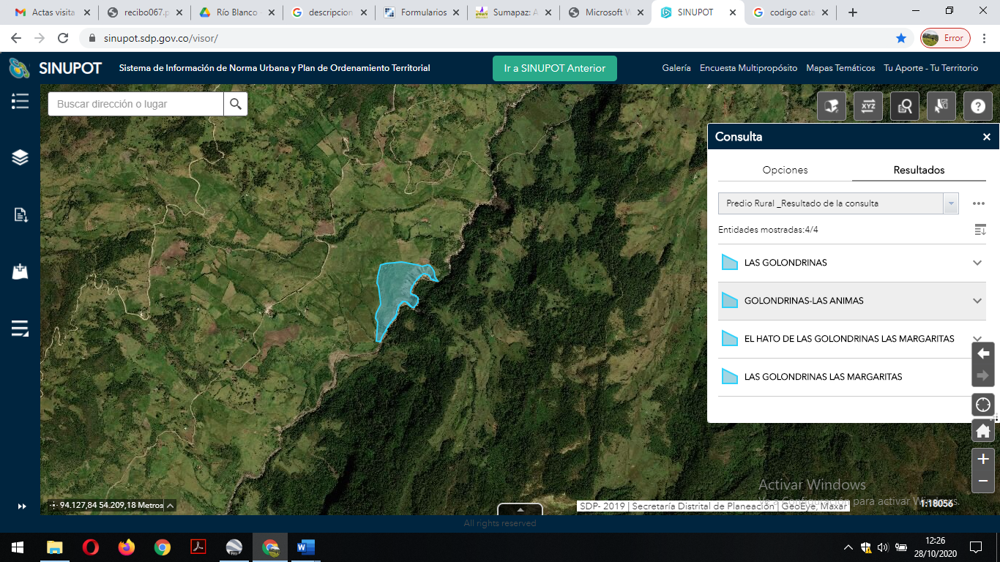 Actas visita
recibo067.p
Río Blanco
descripcion
Formularios
Sumapaz: A
Microsoft W
SINUPOT
codigo cata
sinupot.sdp.gov.co/visor/
Error
SINUPOT
Sistema de Información de Norma Urbana y Plan de Ordenamiento Territorial
Ir a SINUPOT Anterior
Galería
Encuesta Multipropósito
Mapas Temáticos
Tu Aporte - Tu Territorio
Buscar dirección o lugar
XYZ
Consulta
Opciones
Resultados
Predio Rural _Resultado de la consulta
Entidades mostradas:4/4
LAS GOLONDRINAS
GOLONDRINAS-LAS ANIMAS
EL HATO DE LAS GOLONDRINAS LAS MARGARITAS
LAS GOLONDRINAS LAS MARGARITAS
Activar Windows
Ve a Configuración para activar Windows.
94.127,84 54.209,18 Metros
SDP- 2019 | Secretaría Distrital de Planeación | GeoEye, Maxar
1:18056
All rights reserved
12:26
28/10/2020